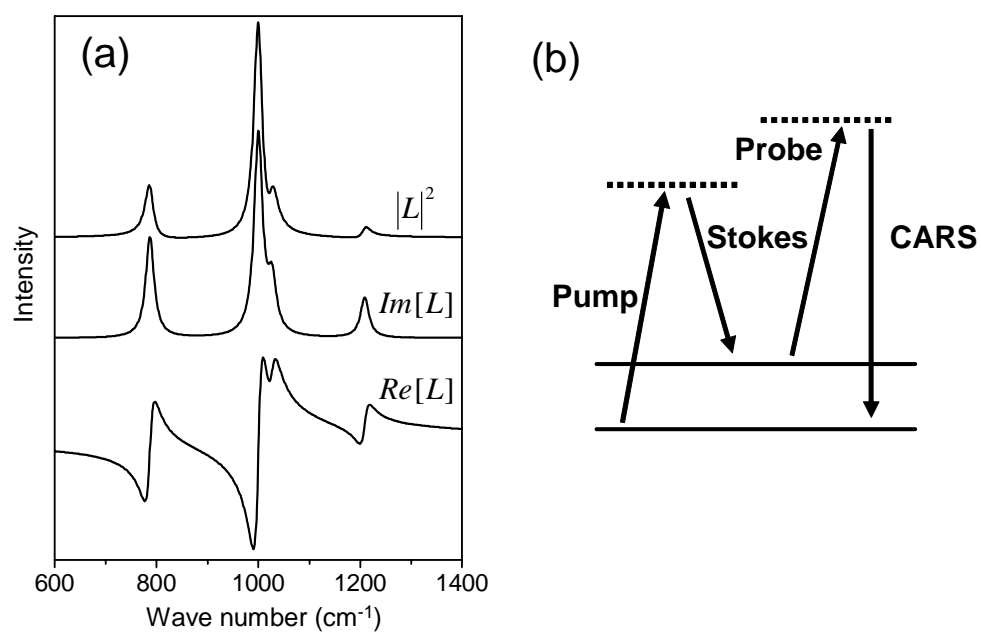 (a)
|L|²
Im[L]
Re[L]
Intensity
600 800 1000 1200 1400
Wave number (cm⁻¹)
(b)
Probe
Stokes
CARS
Pump